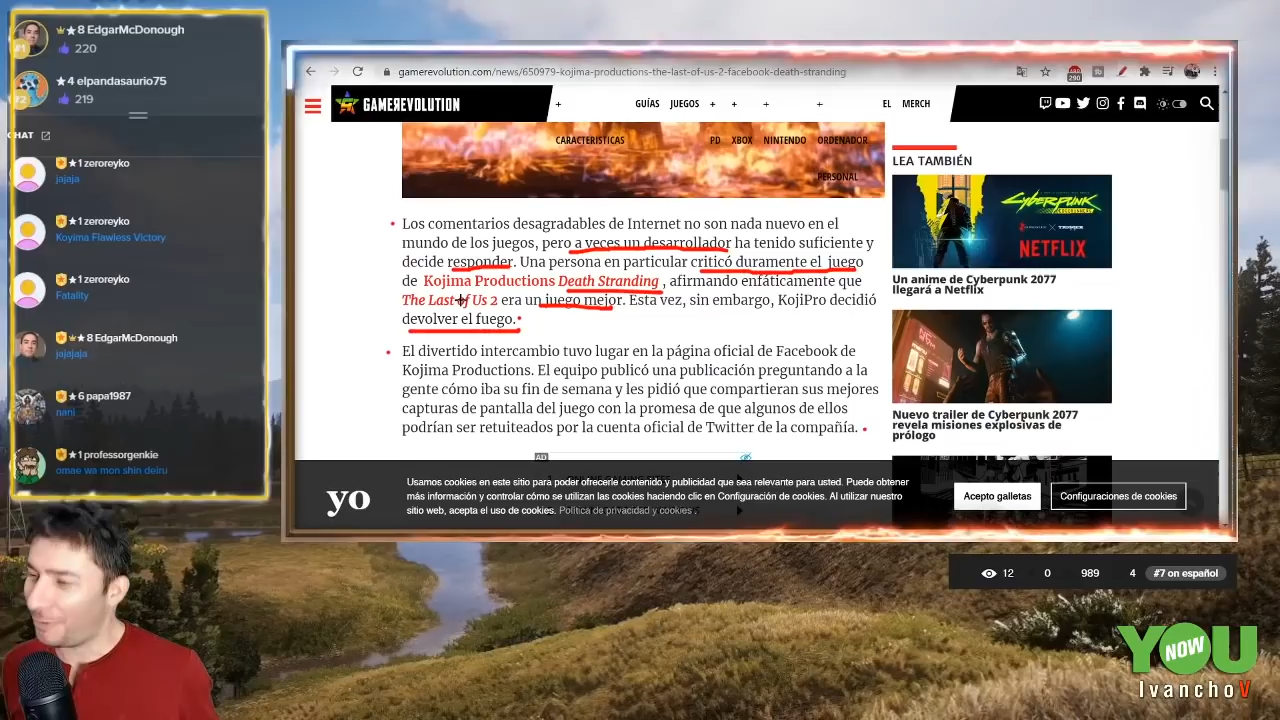 8 EdgarMcDonough
220
4 elpandasaurio75
219
CHAT
1 zeroreyko
jajaja
1 zeroreyko
Koyima Flawless Victory
1 zeroreyko
Fatality
8 EdgarMcDonough
jajajaja
6 papa1987
nani
1 professorgenkie
omae wa mon shin deiru
gamerevolution.com/news/650979-kojima-productions-the-last-of-us-2-facebook-death-stranding
290
GAMEREVOLUTION
+ GUÍAS JUEGOS + + + + EL MERCH
CARACTERISTICAS PD XBOX NINTENDO ORDENADOR
PERSONAL
Los comentarios desagradables de Internet no son nada nuevo en el
mundo de los juegos, pero a veces un desarrollador ha tenido suficiente y
decide responder. Una persona en particular criticó duramente el juego
de Kojima Productions Death Stranding , afirmando enfáticamente que
The Last of Us 2 era un juego mejor. Esta vez, sin embargo, KojiPro decidió
devolver el fuego.
El divertido intercambio tuvo lugar en la página oficial de Facebook de
Kojima Productions. El equipo publicó una publicación preguntando a la
gente cómo iba su fin de semana y les pidió que compartieran sus mejores
capturas de pantalla del juego con la promesa de que algunos de ellos
podrían ser retuiteados por la cuenta oficial de Twitter de la compañía.
AD
LEA TAMBIÉN
CYBERPUNK
EDGERUNNERS
TRIGGER
NETFLIX
Un anime de Cyberpunk 2077
llegará a Netflix
Nuevo trailer de Cyberpunk 2077
revela misiones explosivas de
prólogo
yo
Usamos cookies en este sitio para poder ofrecerle contenido y publicidad que sea relevante para usted. Puede obtener
más información y controlar cómo se utilizan las cookies haciendo clic en Configuración de cookies. Al utilizar nuestro
sitio web, acepta el uso de cookies. Política de privacidad y cookies .
Acepto galletas
Configuraciones de cookies
12 0 989 4 #7 on español
YOU
NOW
IvanchoV